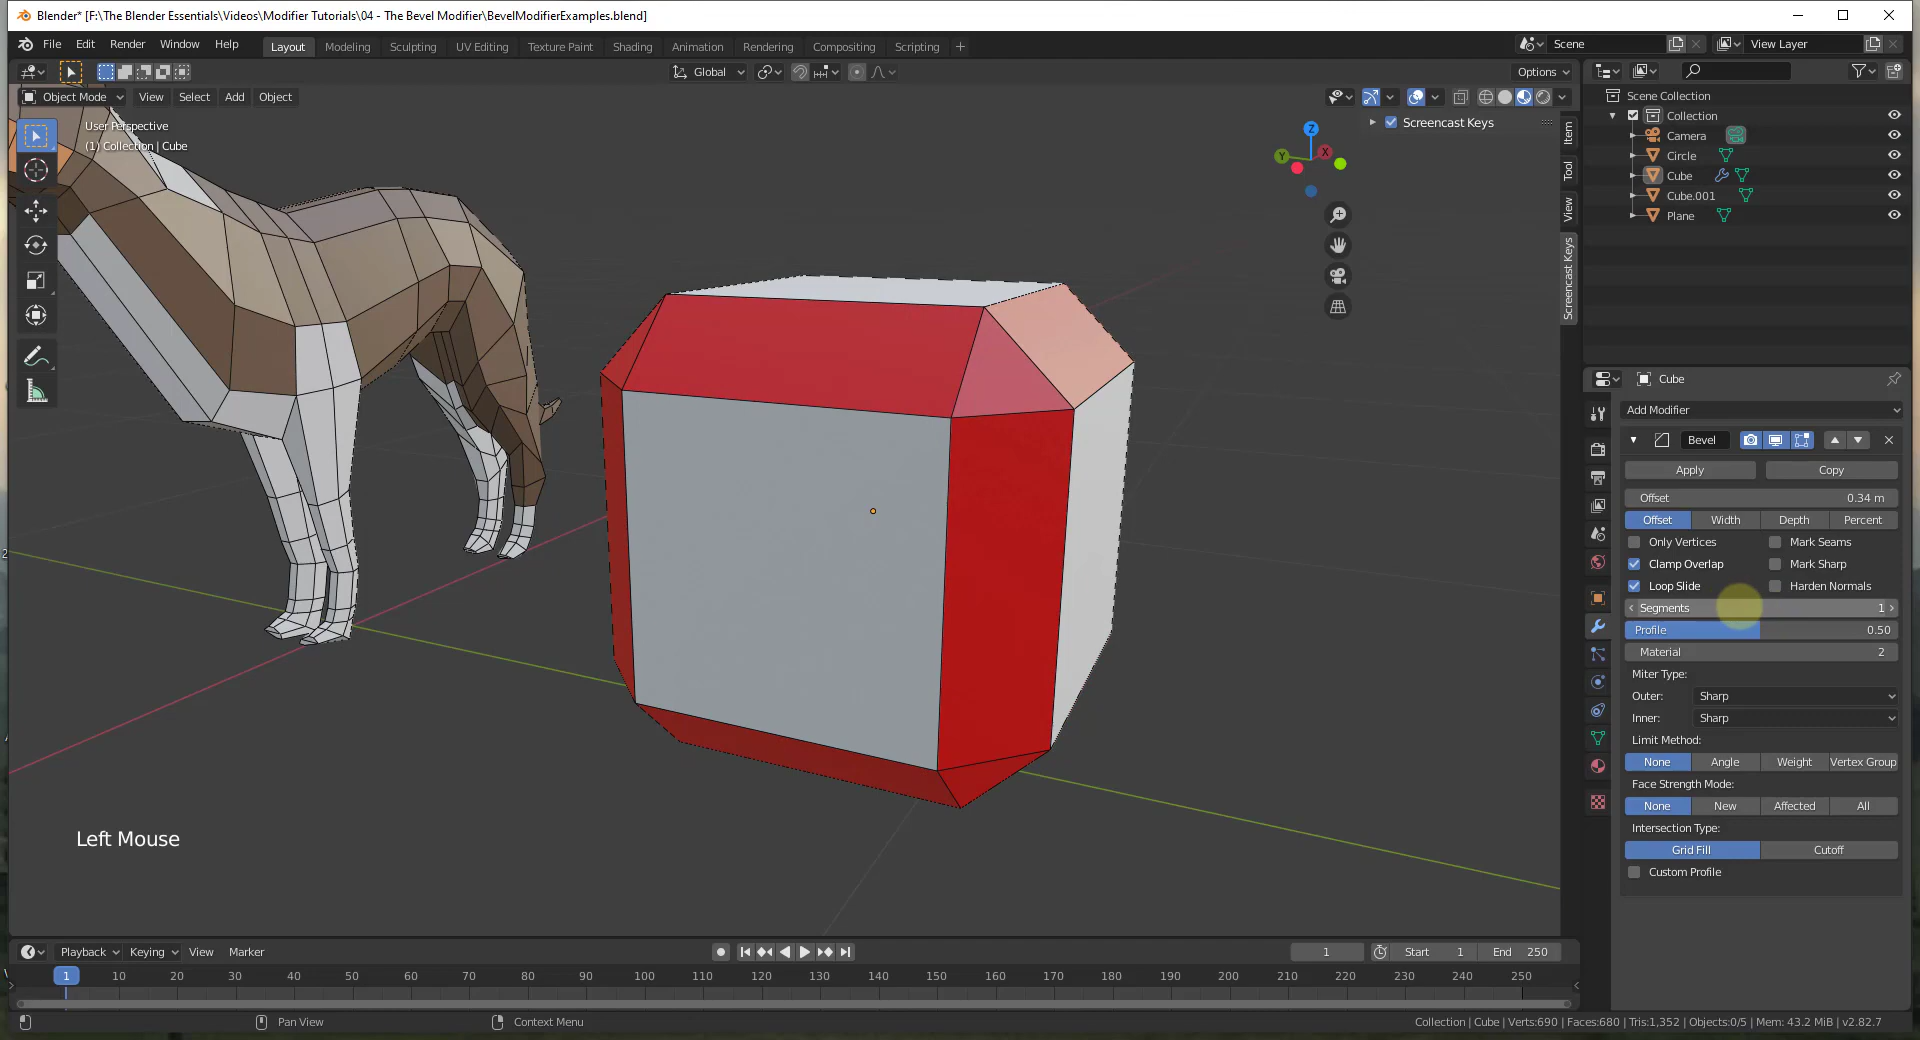 Blender* [F:\The Blender Essentials\Videos\Modifier Tutorials\04 - The Bevel Modifier\BevelModifierExamples.blend]
File Edit Render Window Help Layout Modeling Sculpting UV Editing Texture Paint Shading Animation Rendering Compositing Scripting + Scene View Layer
Global Options
Object Mode View Select Add Object
User Perspective
(1) Collection | Cube
Screencast Keys
Z
Y
X
Item
Tool
View
Screencast Keys
Left Mouse
Scene Collection
Collection
Camera
Circle
Cube
Cube.001
Plane
Cube
Add Modifier
Bevel
Apply Copy
Offset 0.34 m
Offset Width Depth Percent
Only Vertices Mark Seams
Clamp Overlap Mark Sharp
Loop Slide Harden Normals
Segments 1
Profile 0.50
Material 2
Miter Type:
Outer: Sharp
Inner: Sharp
Limit Method:
None Angle Weight Vertex Group
Face Strength Mode:
None New Affected All
Intersection Type:
Grid Fill Cutoff
Custom Profile
Playback Keying View Marker 1 Start 1 End 250
1 10 20 30 40 50 60 70 80 90 100 110 120 130 140 150 160 170 180 190 200 210 220 230 240 250
Pan View Context Menu Collection | Cube | Verts:690 | Faces:680 | Tris:1,352 | Objects:0/5 | Mem: 43.2 MiB | v2.82.7